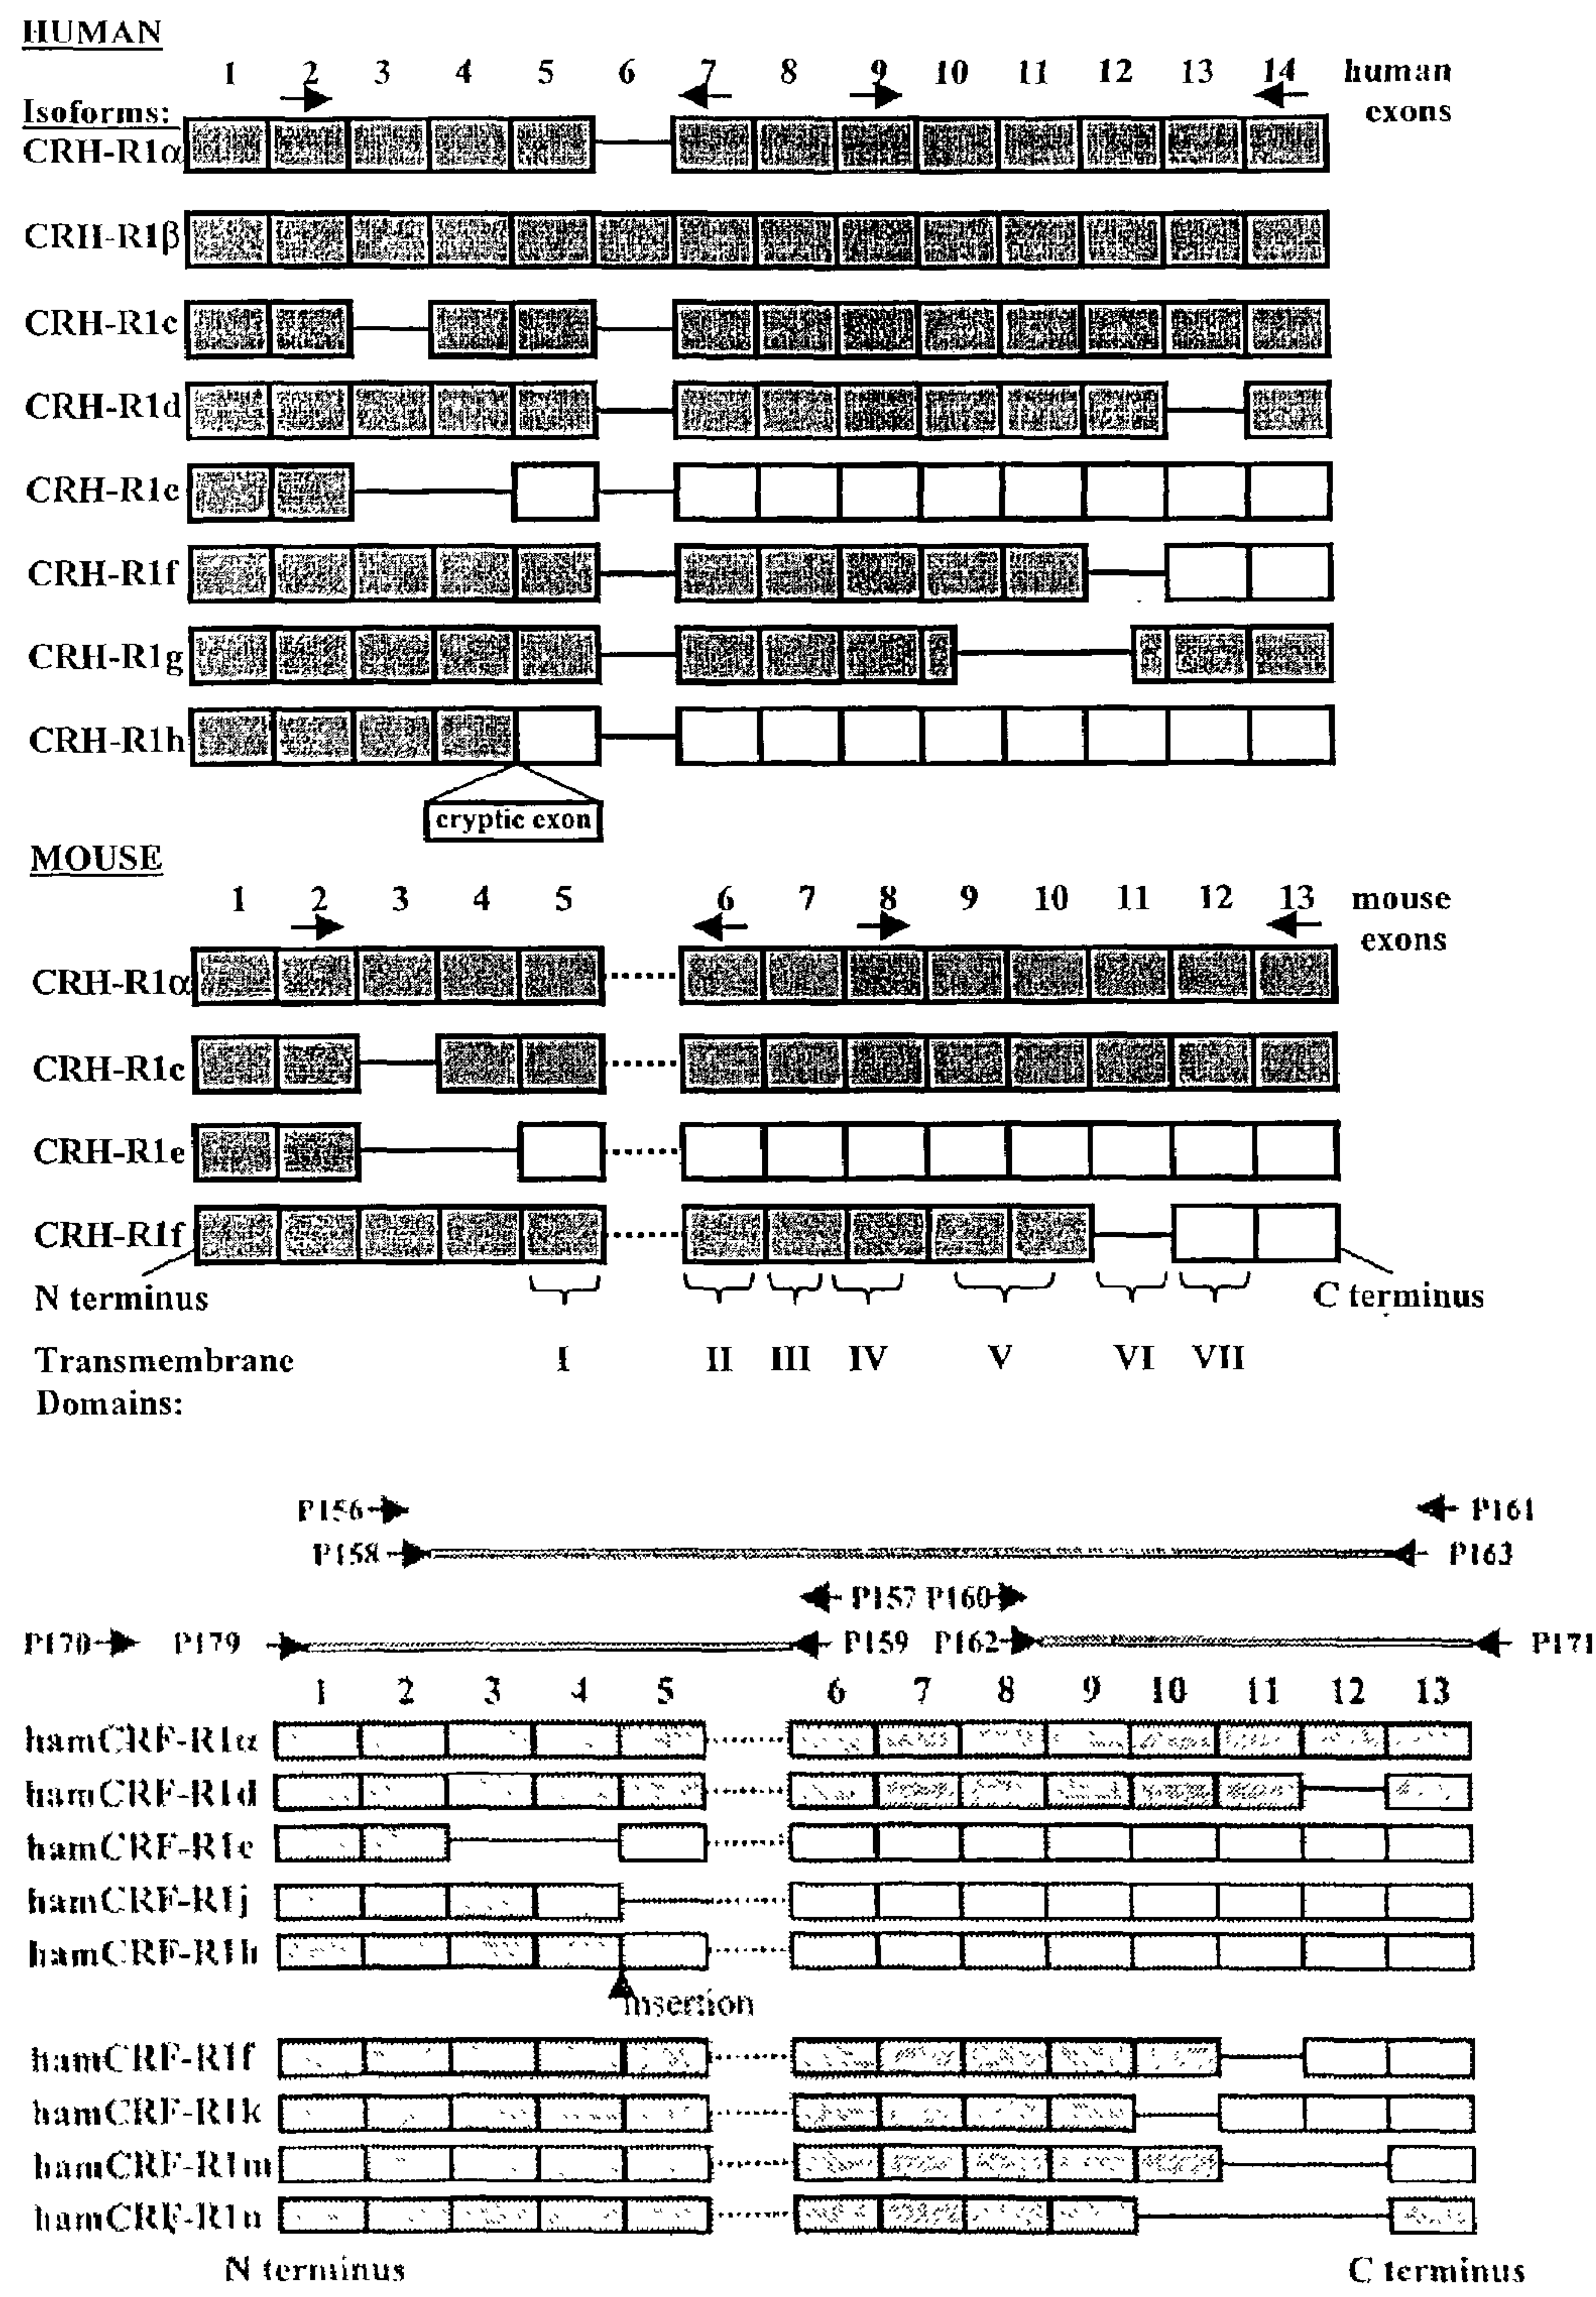 HUMAN
1 2 3 4 5 6 7 8 9 10 11 12 13 14 human exons
Isoforms:
CRH-R1α
CRH-R1β
CRH-R1c
CRH-R1d
CRH-R1e
CRH-R1f
CRH-R1g
CRH-R1h
cryptic exon
MOUSE
1 2 3 4 5 6 7 8 9 10 11 12 13 mouse exons
CRH-R1α
CRH-R1c
CRH-R1e
CRH-R1f
N terminus C terminus
Transmembrane I II III IV V VI VII
Domains:
P156 P161
P158 P163
P157 P160
P170 P179 P159 P162 P171
1 2 3 4 5 6 7 8 9 10 11 12 13
hamCRF-R1α
hamCRF-R1d
hamCRF-R1e
hamCRF-R1j
hamCRF-R1h
insertion
hamCRF-R1f
hamCRF-R1k
hamCRF-R1m
hamCRF-R1n
N terminus C terminus